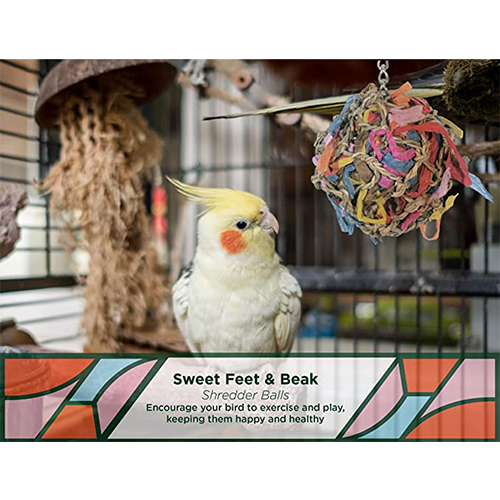 Sweet Feet & Beak
Shredder Balls
Encourage your bird to exercise and play,
keeping them happy and healthy